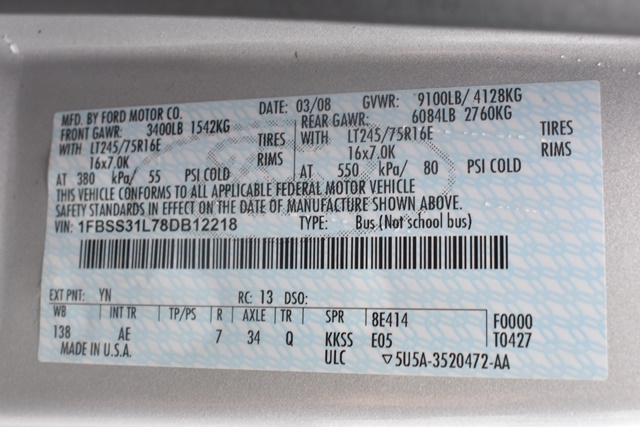 MFD. BY FORD MOTOR CO. DATE: 03/08 GVWR: 9100LB/ 4128KG
FRONT GAWR: 3400LB 1542KG REAR GAWR: 6084LB 2760KG
WITH LT245/75R16E TIRES WITH LT245/75R16E TIRES
16x7.0K RIMS 16x7.0K RIMS
AT 380 kPa/ 55 PSI COLD AT 550 kPa/ 80 PSI COLD
THIS VEHICLE CONFORMS TO ALL APPLICABLE FEDERAL MOTOR VEHICLE
SAFETY STANDARDS IN EFFECT ON THE DATE OF MANUFACTURE SHOWN ABOVE.
VIN: 1FBSS31L78DB12218 TYPE: Bus (Not school bus)
EXT PNT: YN RC: 13 DSO:
WB INT TR TP/PS R AXLE TR SPR 8E414 F0000
138 AE 7 34 Q KKSS E05 T0427
MADE IN U.S.A. ULC ▽5U5A-3520472-AA